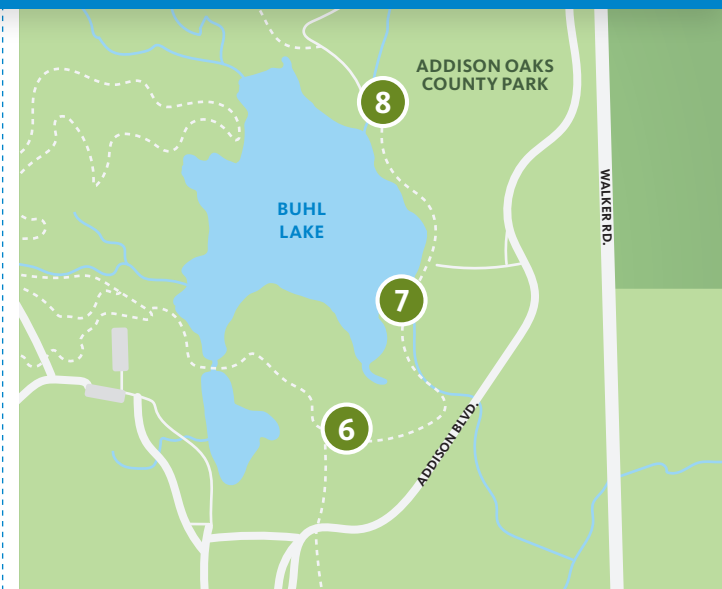 ADDISON OAKS
COUNTY PARK
8
WALKER RD.
BUHL
LAKE
7
6
ADDISON BLVD.